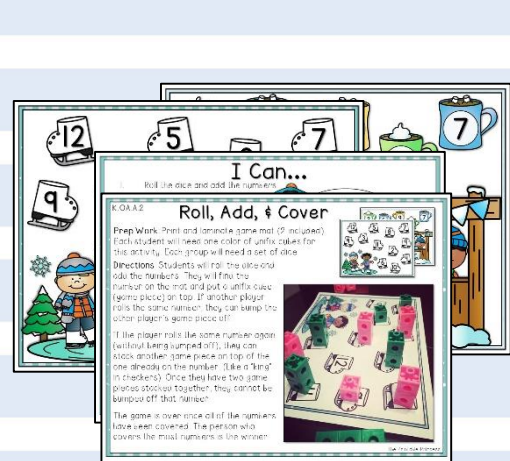 12
5
7
7
9
I Can...
Roll the dice and add the numbers
K.OA.A.2
Roll, Add, & Cover
Prep Work: Print and laminate game mat (2 included)
Each student will need one color of unifix cubes for
this activity. Each group will need a set of dice.
Directions: Students will roll the dice and
add the numbers. They will find the
number on the mat and put a unifix cube
(game piece) on top. If another player
rolls the same number, they can bump the
other player's game piece off.
If the player rolls the same number again
(without being bumped off), they can
stack another game piece on top of the
one already on the number. (Like a "king"
in checkers). Once they have two game
pieces stacked together, they cannot be
bumped off that number.
The game is over once all of the numbers
have been covered. The person who
covers the most numbers is the winner.
12